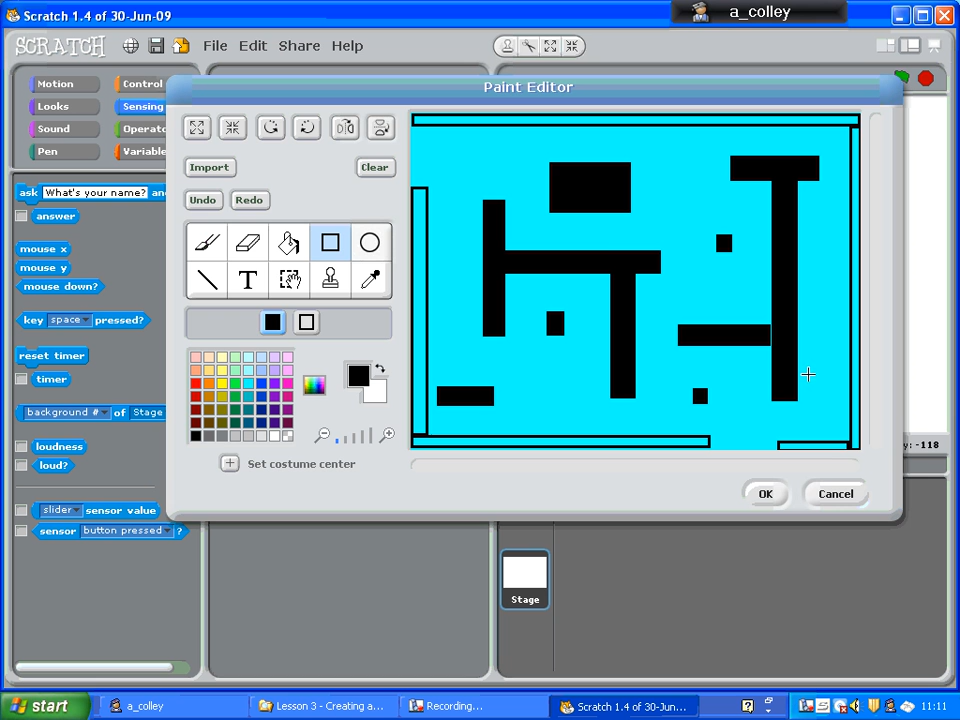 Scratch 1.4 of 30-Jun-09
a_colley
SCRATCH
File Edit Share Help
Motion Control
Looks Sensing
Sound Operato
Pen Variable
Paint Editor
Import Clear
Undo Redo
T
Set costume center
OK Cancel
ask What's your name? an
answer
mouse x
mouse y
mouse down?
key space pressed?
reset timer
timer
background # of Stage
loudness
loud?
slider sensor value
sensor button pressed ?
y: -118
Stage
start a_colley Lesson 3 - Creating a... Recording... Scratch 1.4 of 30-Jun... 11:11